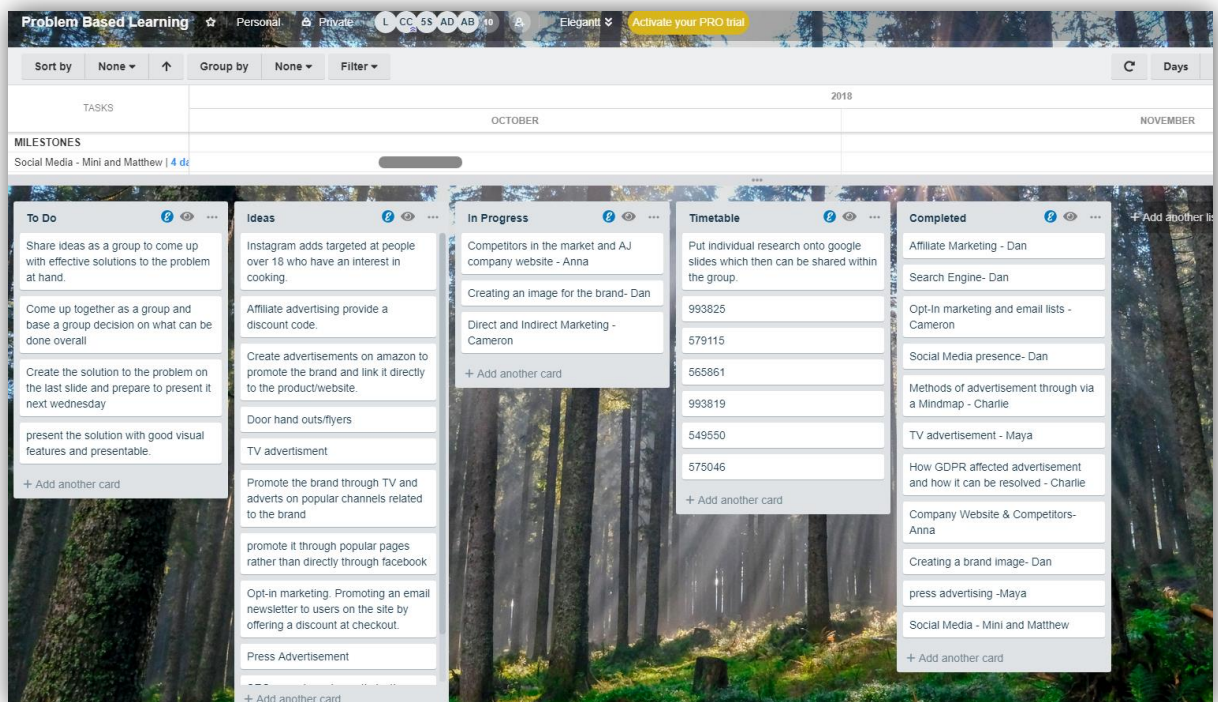 Problem Based Learning Personal Private L CC 5S AD AB 10 Elegantt Activate your PRO trial
Sort by None Group by None Filter Days
TASKS
2018
OCTOBER NOVEMBER
MILESTONES
Social Media - Mini and Matthew | 4 da
To Do
Share ideas as a group to come up
with effective solutions to the problem
at hand.
Come up together as a group and
base a group decision on what can be
done overall
Create the solution to the problem on
the last slide and prepare to present it
next wednesday
present the solution with good visual
features and presentable.
+ Add another card
Ideas
Instagram adds targeted at people
over 18 who have an interest in
cooking.
Affiliate advertising provide a
discount code.
Create advertisements on amazon to
promote the brand and link it directly
to the product/website.
Door hand outs/flyers
TV advertisment
Promote the brand through TV and
adverts on popular channels related
to the brand
promote it through popular pages
rather than directly through facebook
Opt-in marketing. Promoting an email
newsletter to users on the site by
offering a discount at checkout.
Press Advertisement
+ Add another card
In Progress
Competitors in the market and AJ
company website - Anna
Creating an image for the brand- Dan
Direct and Indirect Marketing -
Cameron
+ Add another card
Timetable
Put individual research onto google
slides which then can be shared within
the group.
993825
579115
565861
993819
549550
575046
+ Add another card
Completed
Affiliate Marketing - Dan
Search Engine- Dan
Opt-In marketing and email lists -
Cameron
Social Media presence- Dan
Methods of advertisement through via
a Mindmap - Charlie
TV advertisement - Maya
How GDPR affected advertisement
and how it can be resolved - Charlie
Company Website & Competitors-
Anna
Creating a brand image- Dan
press advertising -Maya
Social Media - Mini and Matthew
+ Add another card
+ Add another lis